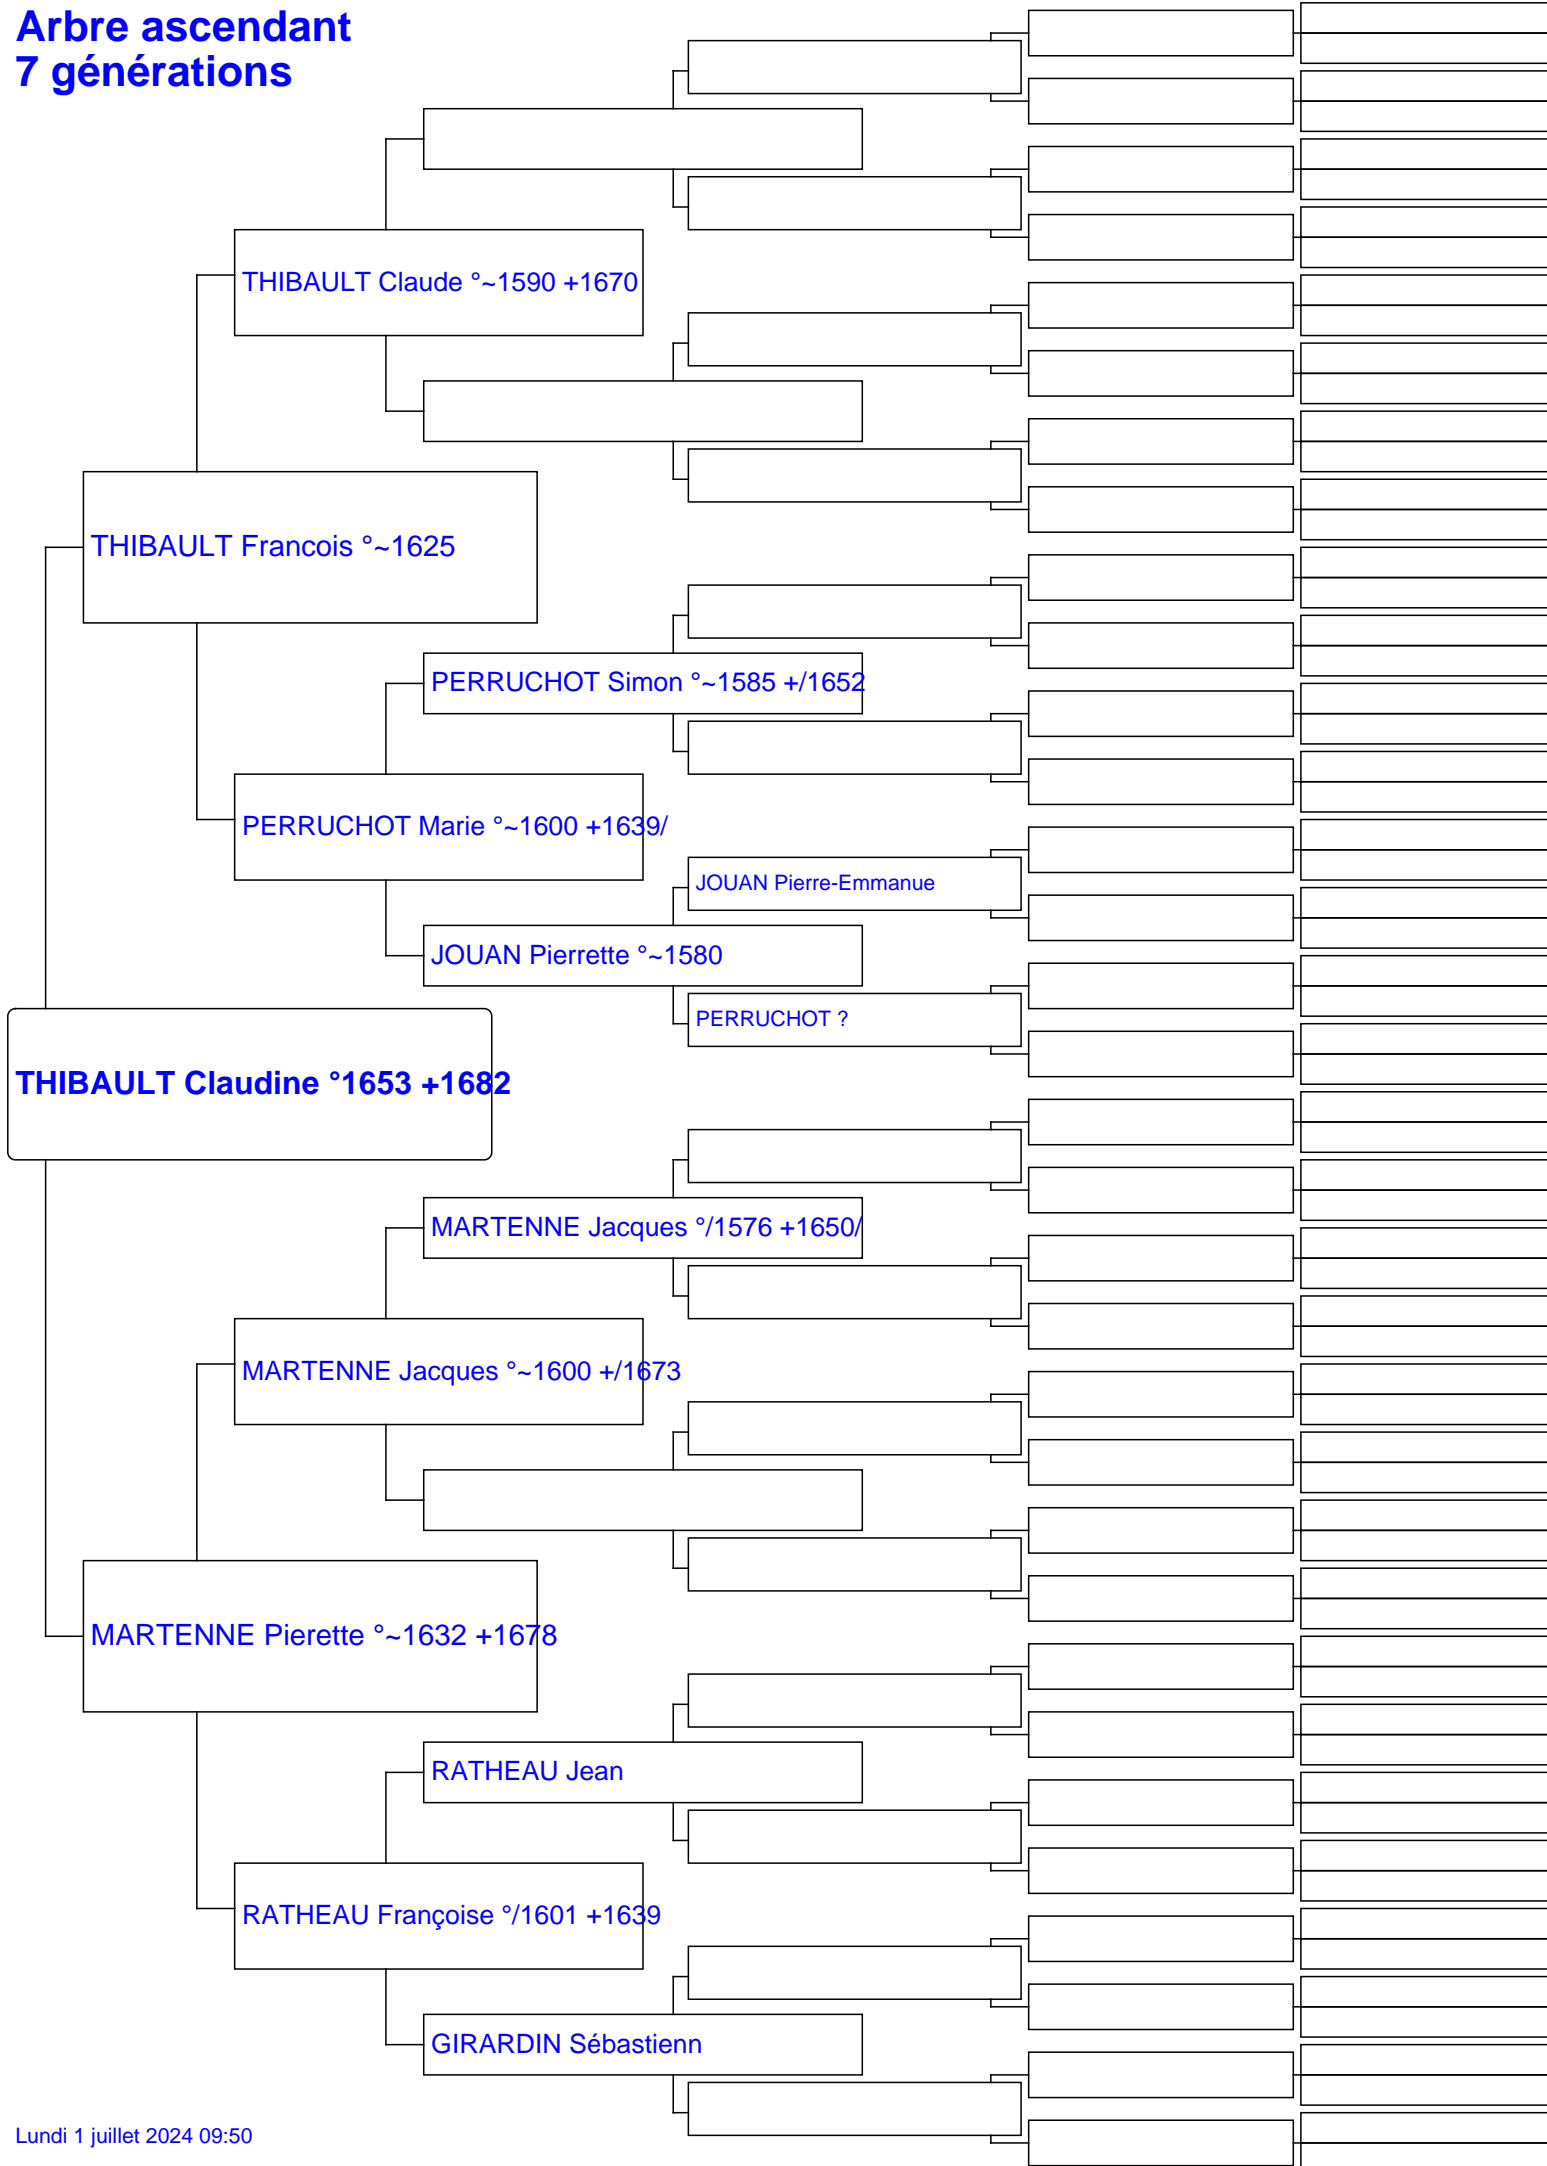 Arbre ascendant
7 générations
THIBAULT Claude °~1590 +1670
THIBAULT Francois °~1625
PERRUCHOT Simon °~1585 +/1652
PERRUCHOT Marie °~1600 +1639/
JOUAN Pierre-Emmanue
JOUAN Pierrette °~1580
PERRUCHOT ?
THIBAULT Claudine °1653 +1682
MARTENNE Jacques °/1576 +1650/
MARTENNE Jacques °~1600 +/1673
MARTENNE Pierette °~1632 +1678
RATHEAU Jean
RATHEAU Françoise °/1601 +1639
GIRARDIN Sébastienn
Lundi 1 juillet 2024 09:50